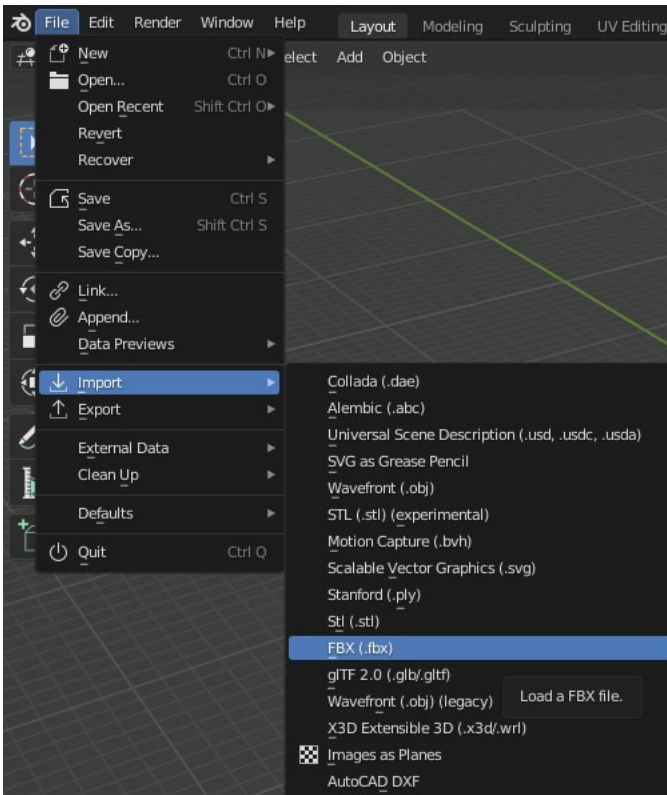 File Edit Render Window Help Layout Modeling Sculpting UV Editing
elect Add Object
New Ctrl N
Open... Ctrl O
Open Recent Shift Ctrl O
Revert
Recover
Save Ctrl S
Save As... Shift Ctrl S
Save Copy...
Link...
Append...
Data Previews
Import
Export
External Data
Clean Up
Defaults
Quit Ctrl Q
Collada (.dae)
Alembic (.abc)
Universal Scene Description (.usd, .usdc, .usda)
SVG as Grease Pencil
Wavefront (.obj)
STL (.stl) (experimental)
Motion Capture (.bvh)
Scalable Vector Graphics (.svg)
Stanford (.ply)
Stl (.stl)
FBX (.fbx)
glTF 2.0 (.glb/.gltf)
Wavefront (.obj) (legacy)
Load a FBX file.
X3D Extensible 3D (.x3d/.wrl)
Images as Planes
AutoCAD DXF